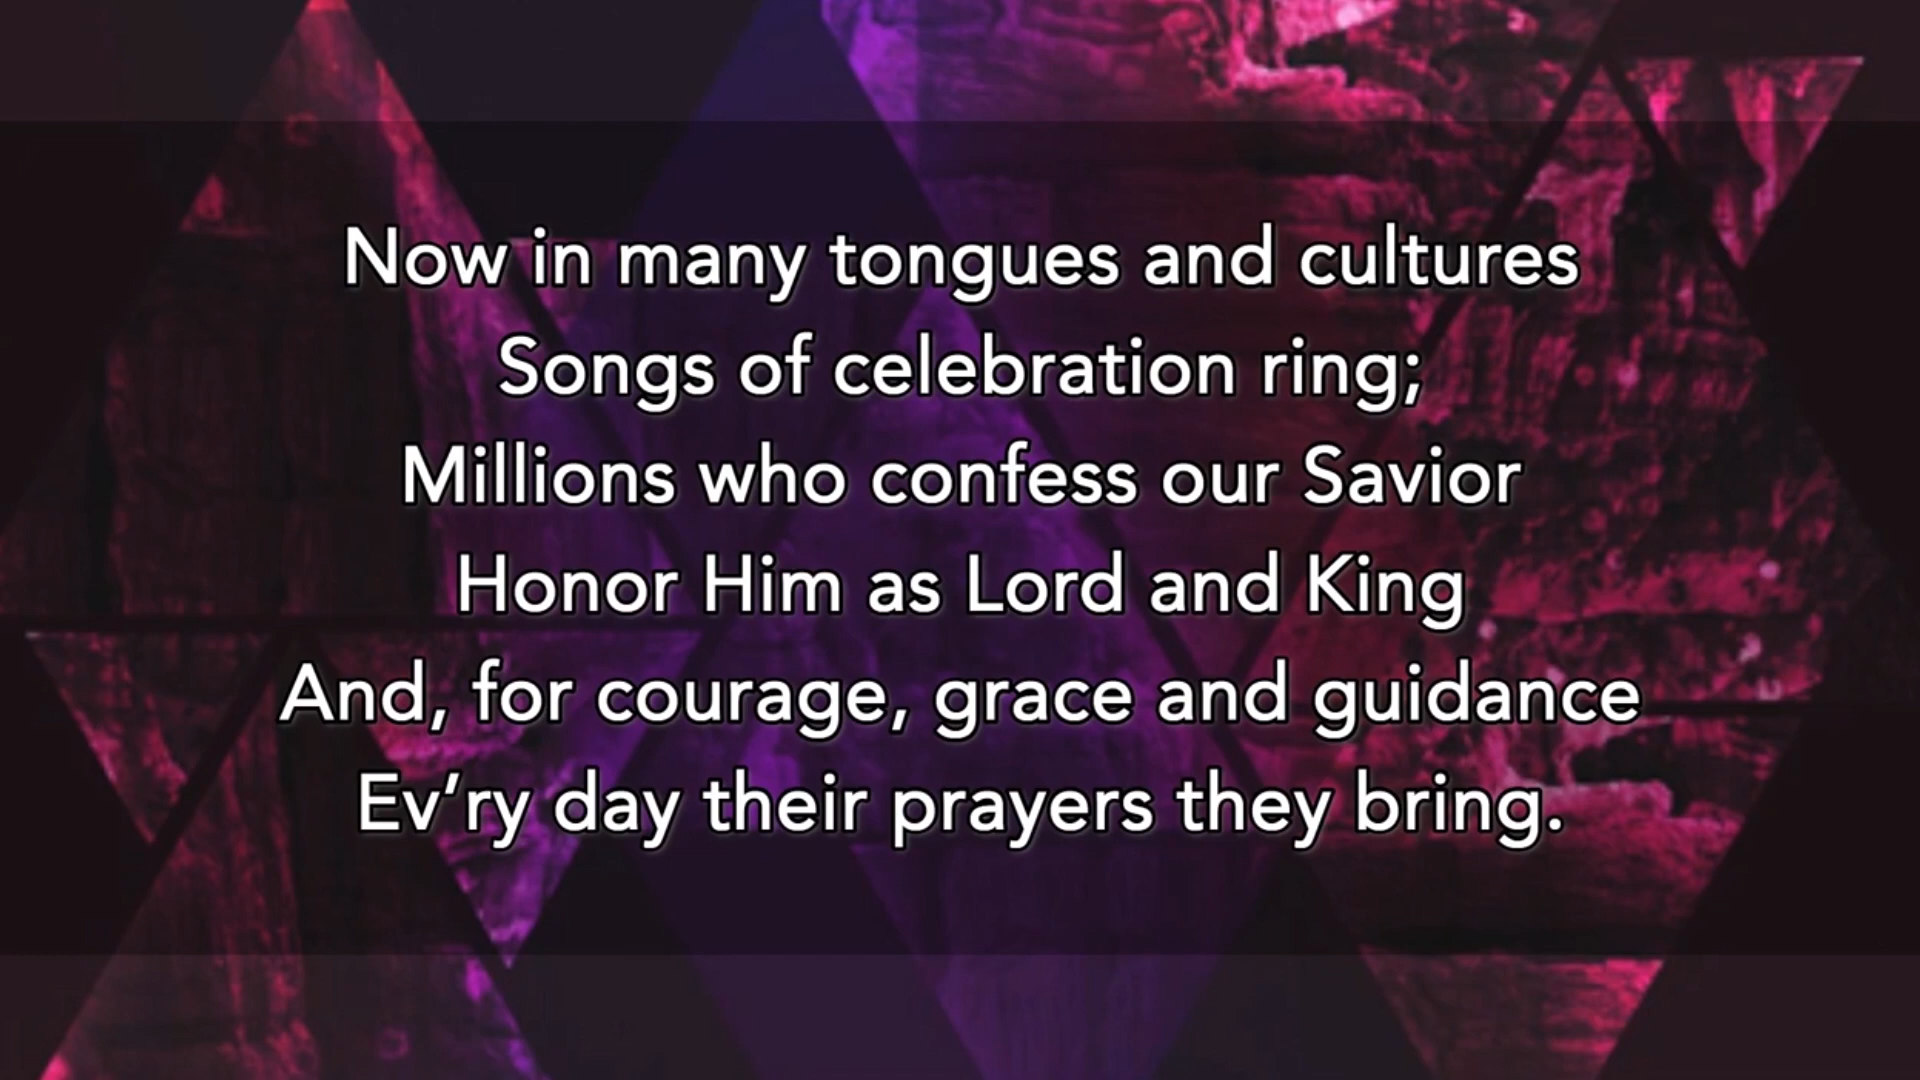 Now in many tongues and cultures
Songs of celebration ring;
Millions who confess our Savior
Honor Him as Lord and King
And, for courage, grace and guidance
Ev’ry day their prayers they bring.